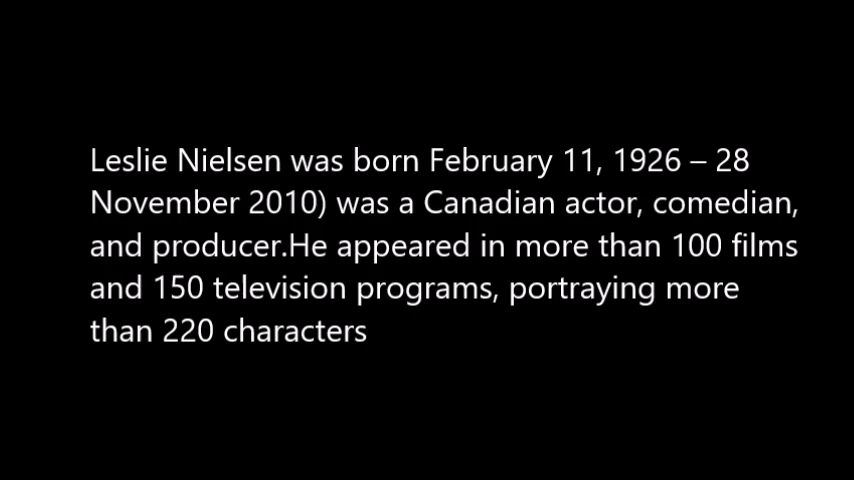 Leslie Nielsen was born February 11, 1926 – 28
November 2010) was a Canadian actor, comedian,
and producer.He appeared in more than 100 films
and 150 television programs, portraying more
than 220 characters